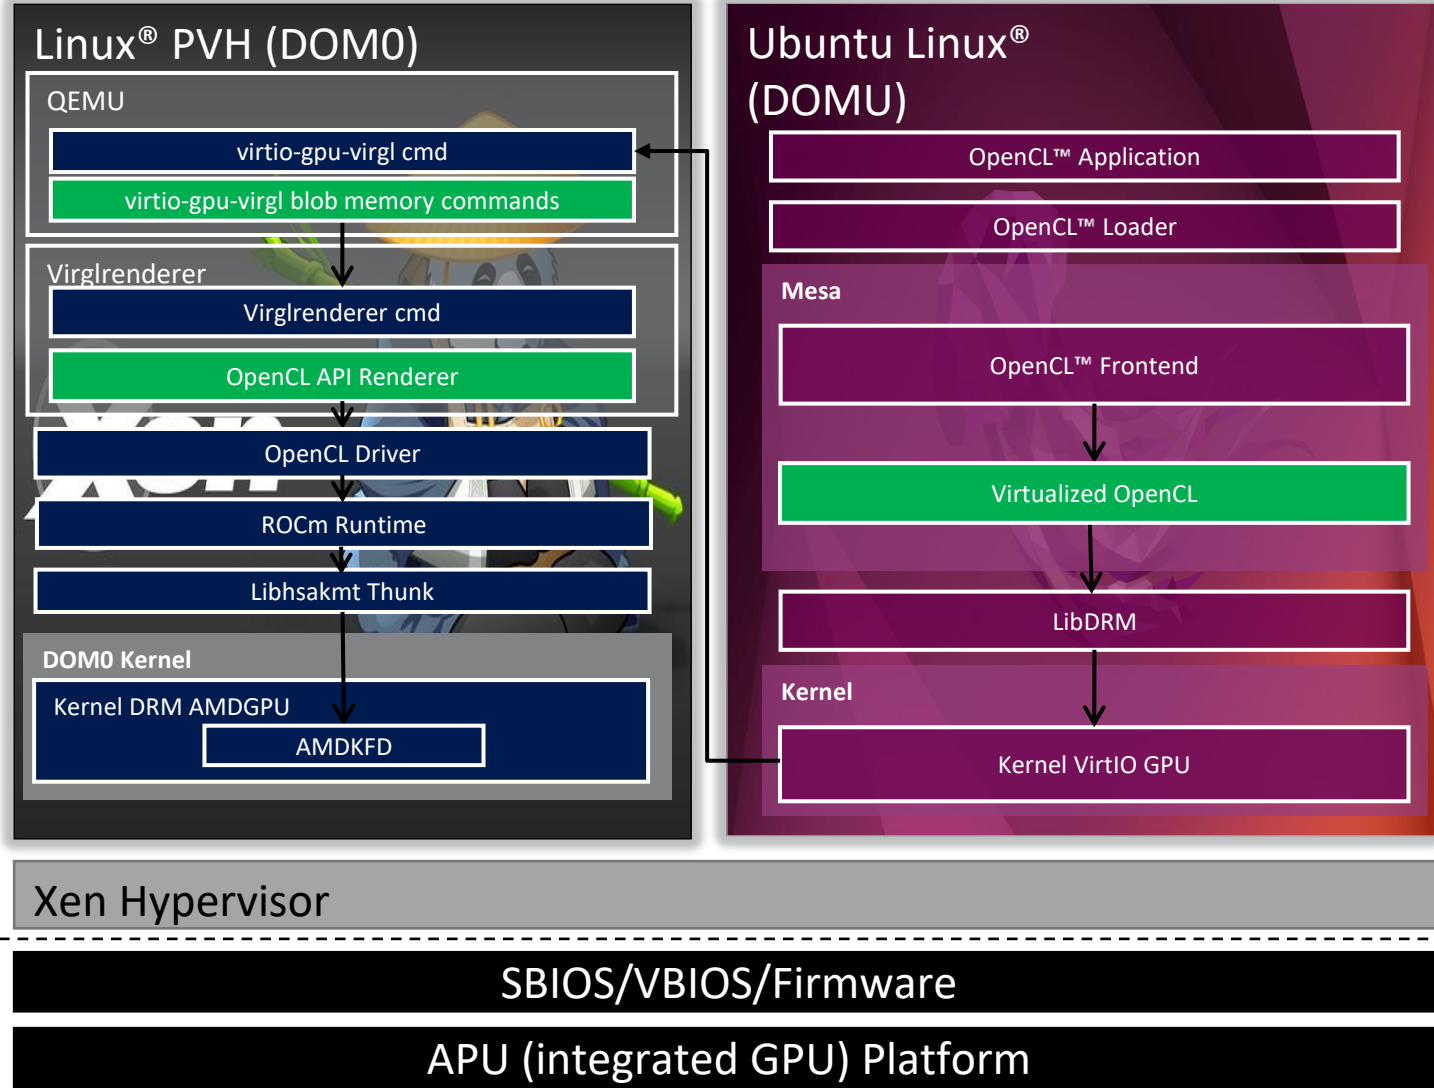 Linux® PVH (DOM0)
QEMU
virtio-gpu-virgl cmd
virtio-gpu-virgl blob memory commands
Virglrenderer
Virglrenderer cmd
OpenCL API Renderer
Xen
OpenCL Driver
ROCm Runtime
Libhsakmt Thunk
DOM0 Kernel
Kernel DRM AMDGPU
AMDKFD
Ubuntu Linux®
(DOMU)
OpenCL™ Application
OpenCL™ Loader
Mesa
OpenCL™ Frontend
Virtualized OpenCL
LibDRM
Kernel
Kernel VirtIO GPU
Xen Hypervisor
SBIOS/VBIOS/Firmware
APU (integrated GPU) Platform